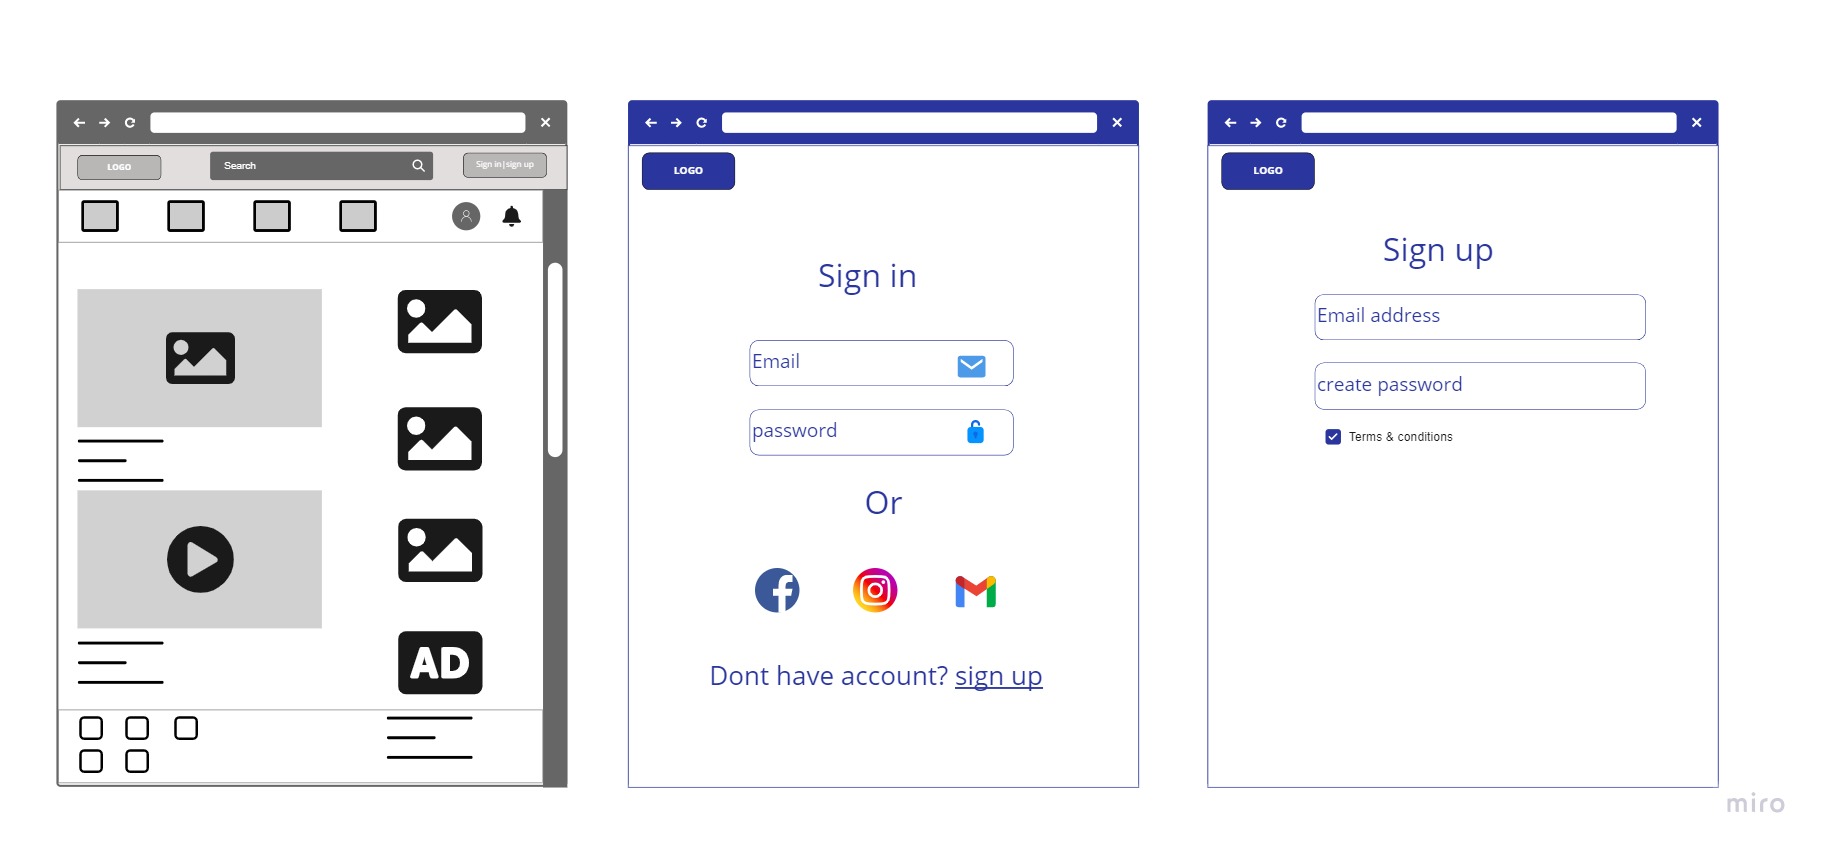 LOGO
Search
Sign in|sign up
AD
LOGO
Sign in
Email
password
Or
Dont have account? sign up
LOGO
Sign up
Email address
create password
Terms & conditions
miro